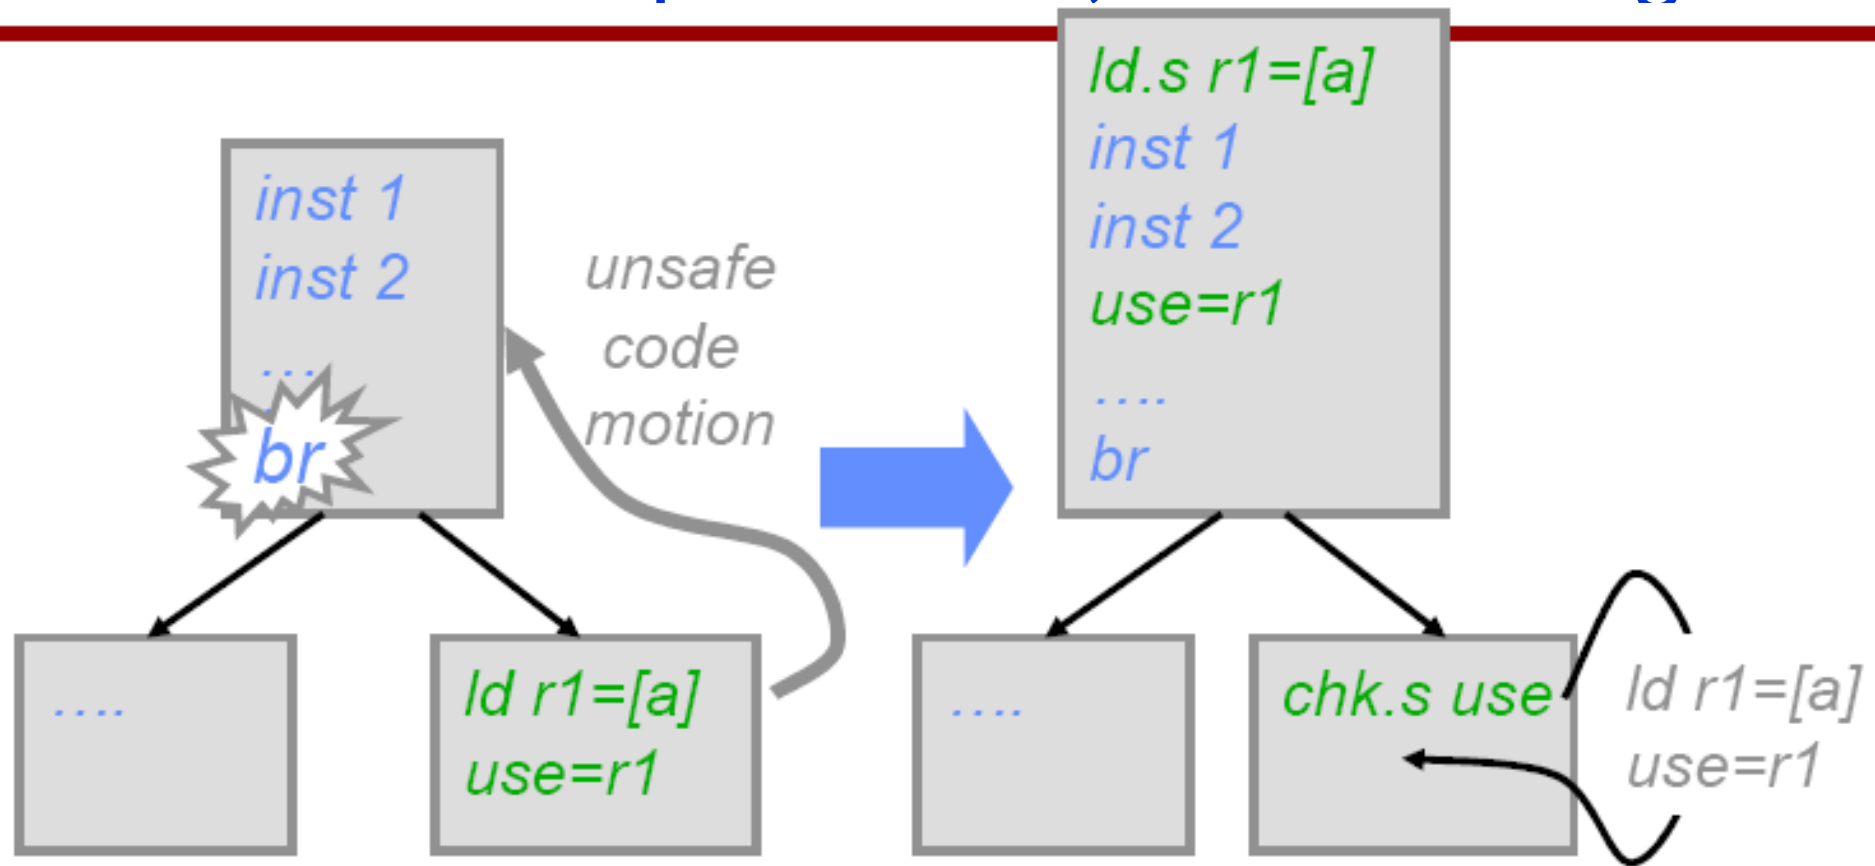 inst 1
inst 2
...
br
unsafe
code
motion
....
ld r1=[a]
use=r1
ld.s r1=[a]
inst 1
inst 2
use=r1
....
br
....
chk.s use
ld r1=[a]
use=r1